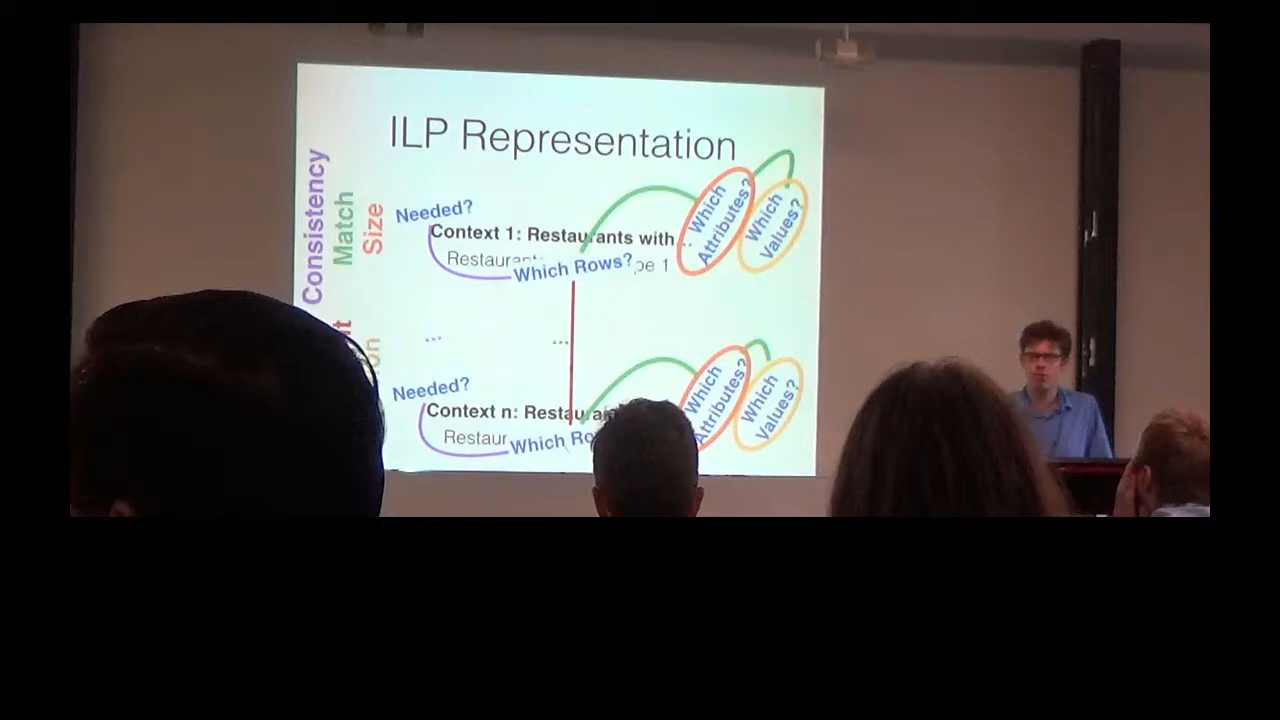 ILP Representation
Consistency
Match
Size
Needed?
Context 1: Restaurants with...
Which Rows?
Which Attributes?
Which Values?
...
...
Needed?
Context n:
Which
Which Attributes?
Which Values?